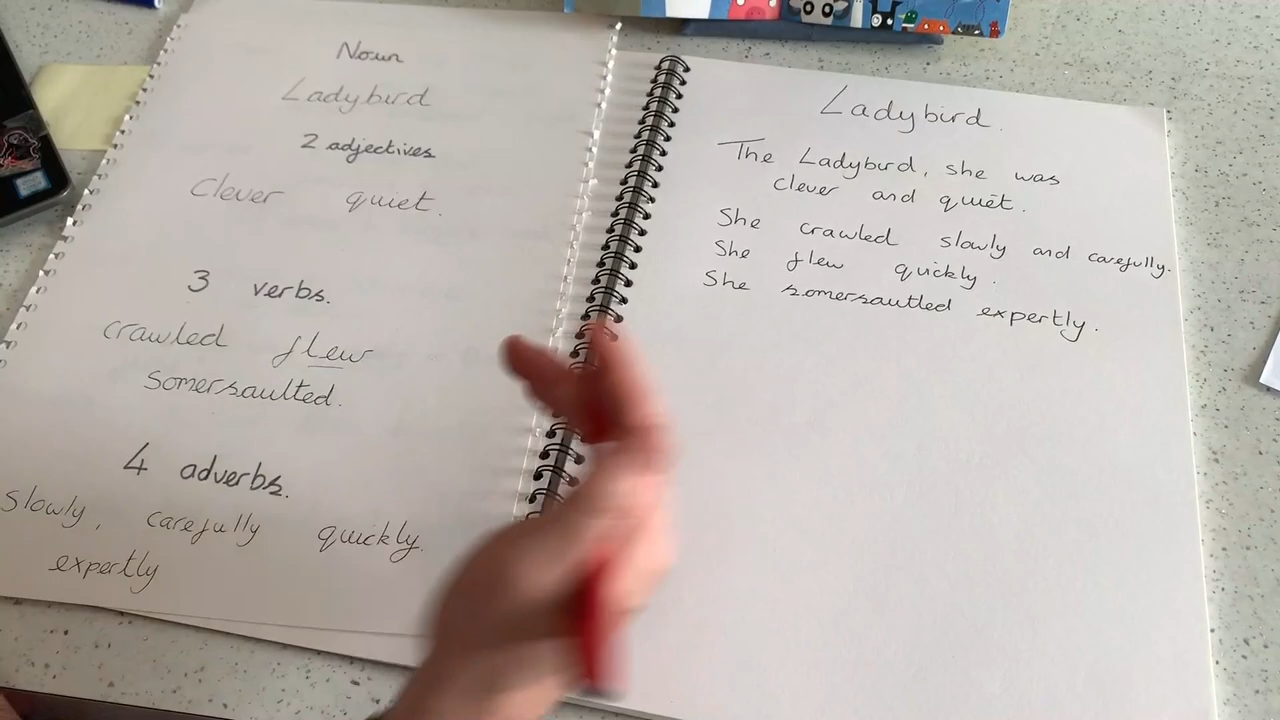 Noun
Ladybird
2 adjectives
Clever quiet.
3 verbs.
crawled flew
somersaulted.
4 adverbs.
slowly, carefully quickly.
expertly
Ladybird.
The Ladybird, she was
clever and quiet.
She crawled slowly and carefully.
She flew quickly.
She somersautled expertly.